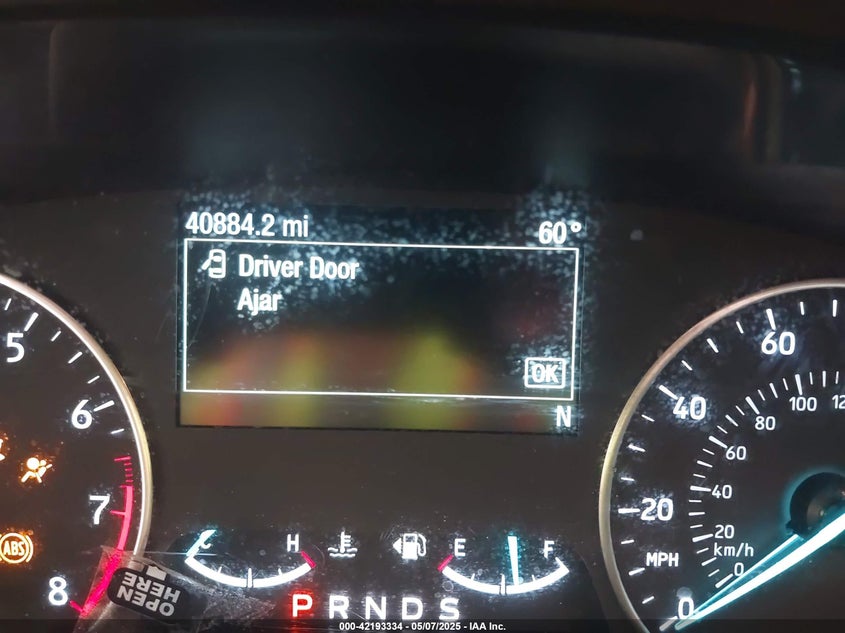 40884.2 mi 60°
Driver Door
Ajar
OK
N
5
6
7
8
ABS
OPEN
HERE
C H
E F
P R N D S
0 20 40 60
MPH
0 20 40 60 80 100
km/h
000-42193334 - 05/07/2025 - IAA Inc.